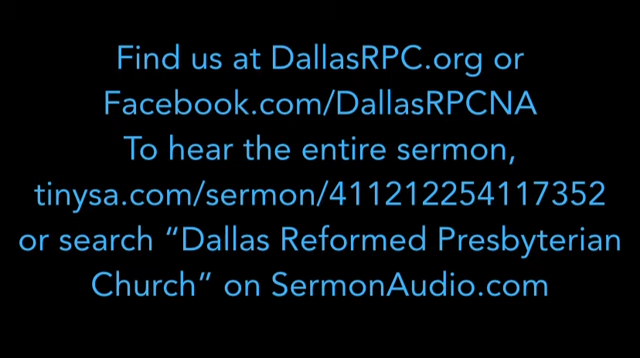 Find us at DallasRPC.org or
Facebook.com/DallasRPCNA
To hear the entire sermon,
tinysa.com/sermon/411212254117352
or search “Dallas Reformed Presbyterian
Church” on SermonAudio.com